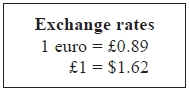 Exchange rates
1 euro = £0.89
£1 = $1.62